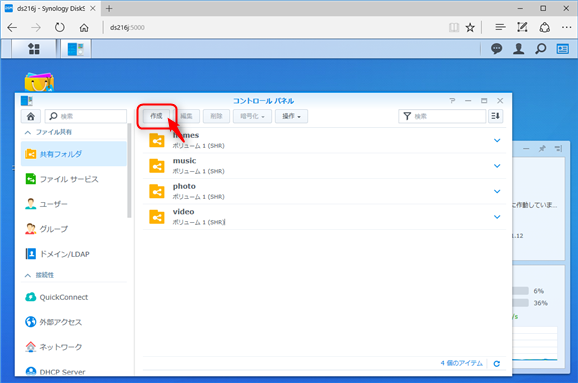 ds216j - Synology DiskS
ds216j:5000
コントロール パネル
検索
作成
編集
削除
暗号化
操作
検索
ファイル共有
共有フォルダ
ファイル サービス
ユーザー
グループ
ドメイン/LDAP
接続性
QuickConnect
外部アクセス
ネットワーク
DHCP Server
homes
ボリューム 1 (SHR)
music
ボリューム 1 (SHR)
photo
ボリューム 1 (SHR)
video
ボリューム 1 (SHR)
4 個のアイテム
に作動していま...
1.12
6%
36%
/s